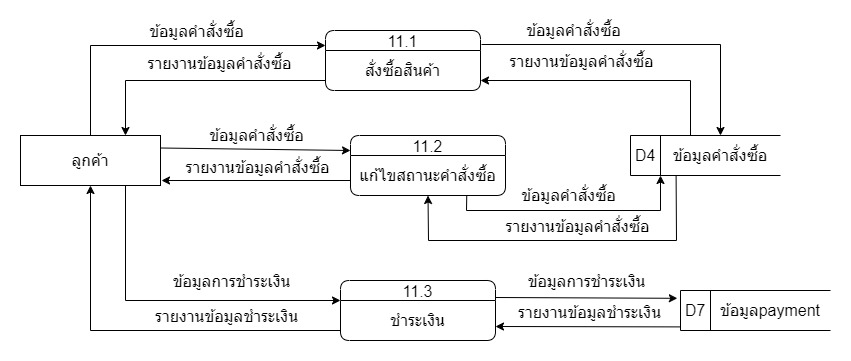 ข้อมูลคำสั่งซื้อ
11.1
ข้อมูลคำสั่งซื้อ
รายงานข้อมูลคำสั่งซื้อ
สั่งซื้อสินค้า
รายงานข้อมูลคำสั่งซื้อ
ลูกค้า
ข้อมูลคำสั่งซื้อ
11.2
D4
ข้อมูลคำสั่งซื้อ
รายงานข้อมูลคำสั่งซื้อ
แก้ไขสถานะคำสั่งซื้อ
ข้อมูลคำสั่งซื้อ
รายงานข้อมูลคำสั่งซื้อ
ข้อมูลการชำระเงิน
11.3
ข้อมูลการชำระเงิน
รายงานข้อมูลชำระเงิน
ชำระเงิน
รายงานข้อมูลชำระเงิน
D7
ข้อมูลpayment